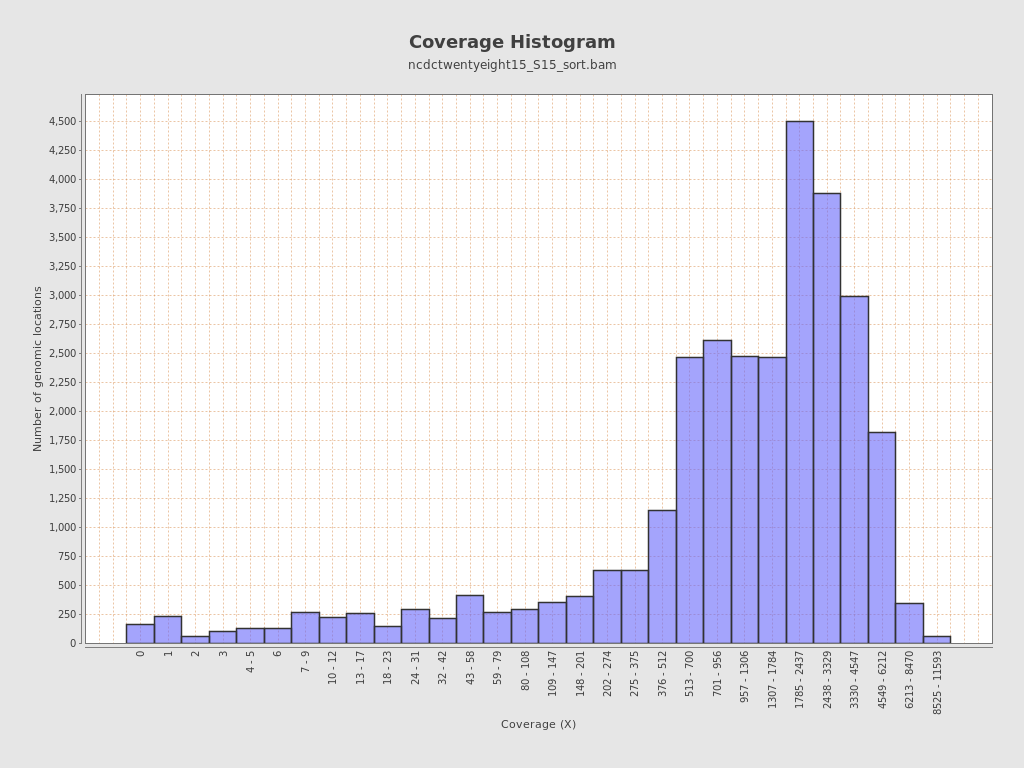 Coverage Histogram
ncdctwentyeight15_S15_sort.bam
Number of genomic locations
4,500
4,250
4,000
3,750
3,500
3,250
3,000
2,750
2,500
2,250
2,000
1,750
1,500
1,250
1,000
750
500
250
0
0
1
2
3
4 - 5
6
7 - 9
10 - 12
13 - 17
18 - 23
24 - 31
32 - 42
43 - 58
59 - 79
80 - 108
109 - 147
148 - 201
202 - 274
275 - 375
376 - 512
513 - 700
701 - 956
957 - 1306
1307 - 1784
1785 - 2437
2438 - 3329
3330 - 4547
4549 - 6212
6213 - 8470
8525 - 11593
Coverage (X)